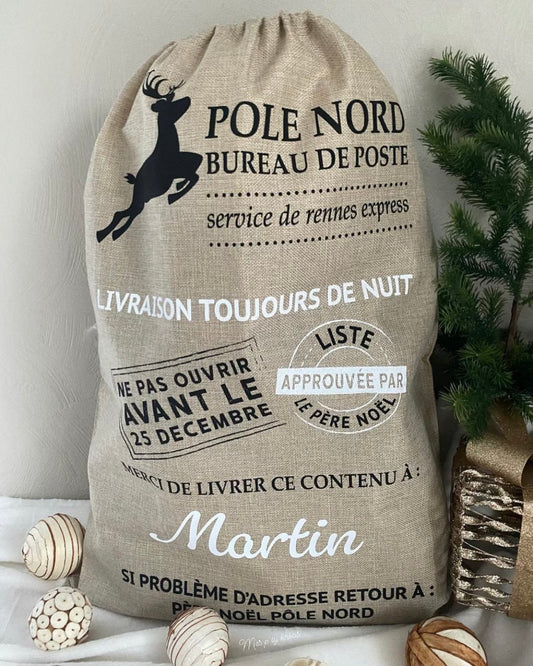 POLE NORD
BUREAU DE POSTE
service de rennes express
LIVRAISON TOUJOURS DE NUIT
NE PAS OUVRIR
AVANT LE
25 DECEMBRE
LISTE
APPROUVÉE PAR
LE PÈRE NOËL
MERCI DE LIVRER CE CONTENU À :
Martin
SI PROBLÈME D'ADRESSE RETOUR À :
PÈRE NOËL PÔLE NORD